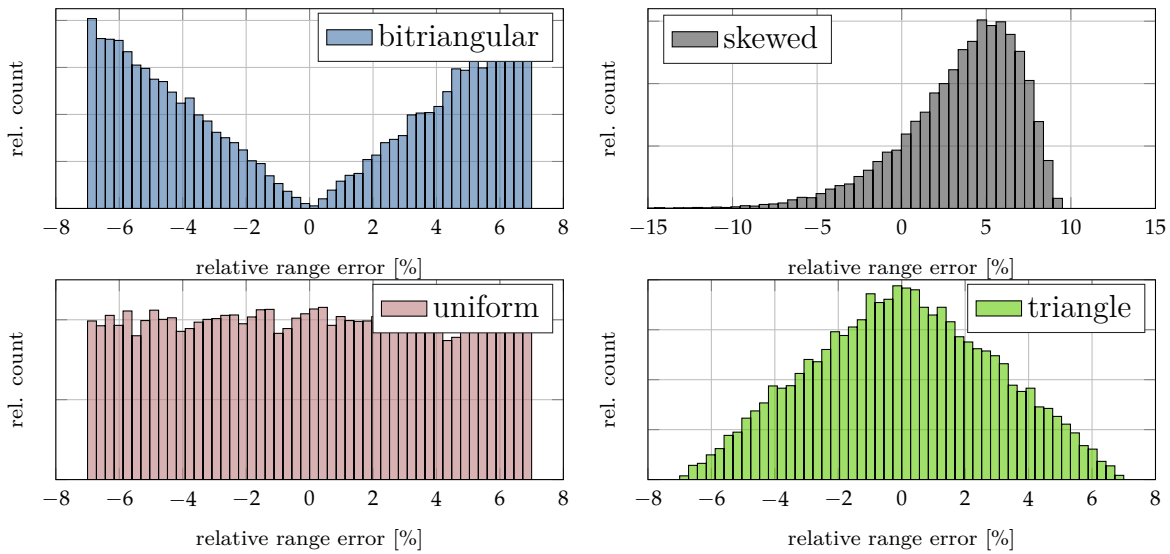 bitriangular
rel. count
−8 −6 −4 −2 0 2 4 6 8
relative range error [%]
skewed
rel. count
−15 −10 −5 0 5 10 15
relative range error [%]
uniform
rel. count
−8 −6 −4 −2 0 2 4 6 8
relative range error [%]
triangle
rel. count
−8 −6 −4 −2 0 2 4 6 8
relative range error [%]